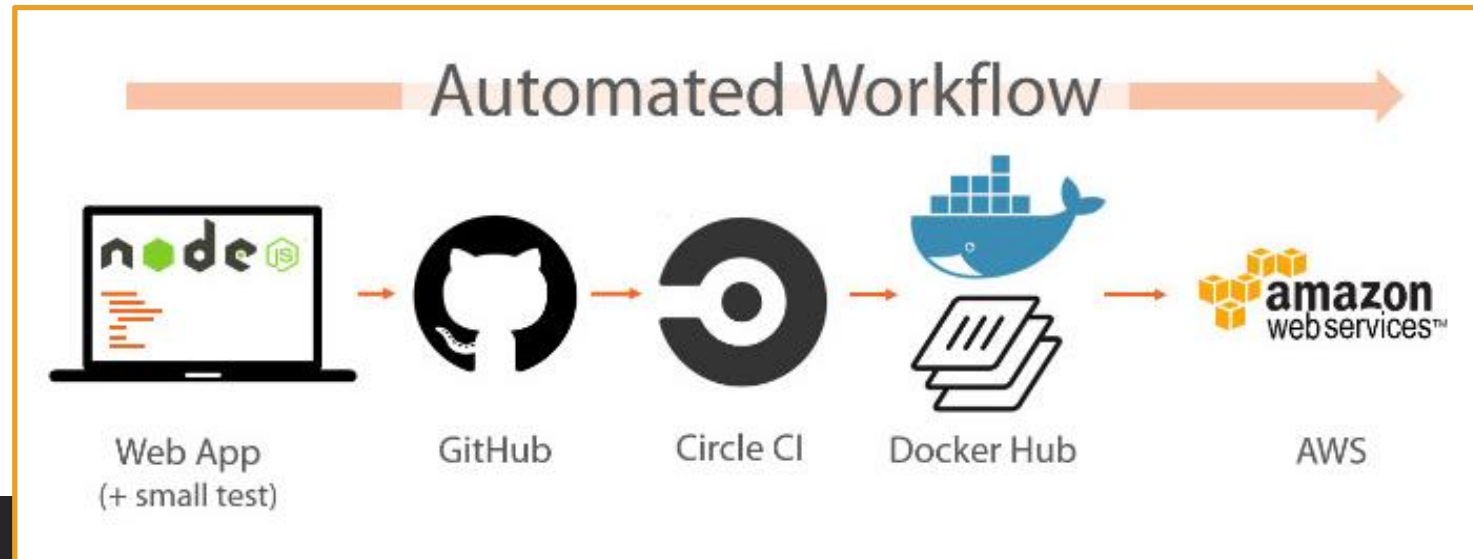 Automated Workflow
node JS
amazon
web services™
Web App
(+ small test)
GitHub
Circle CI
Docker Hub
AWS